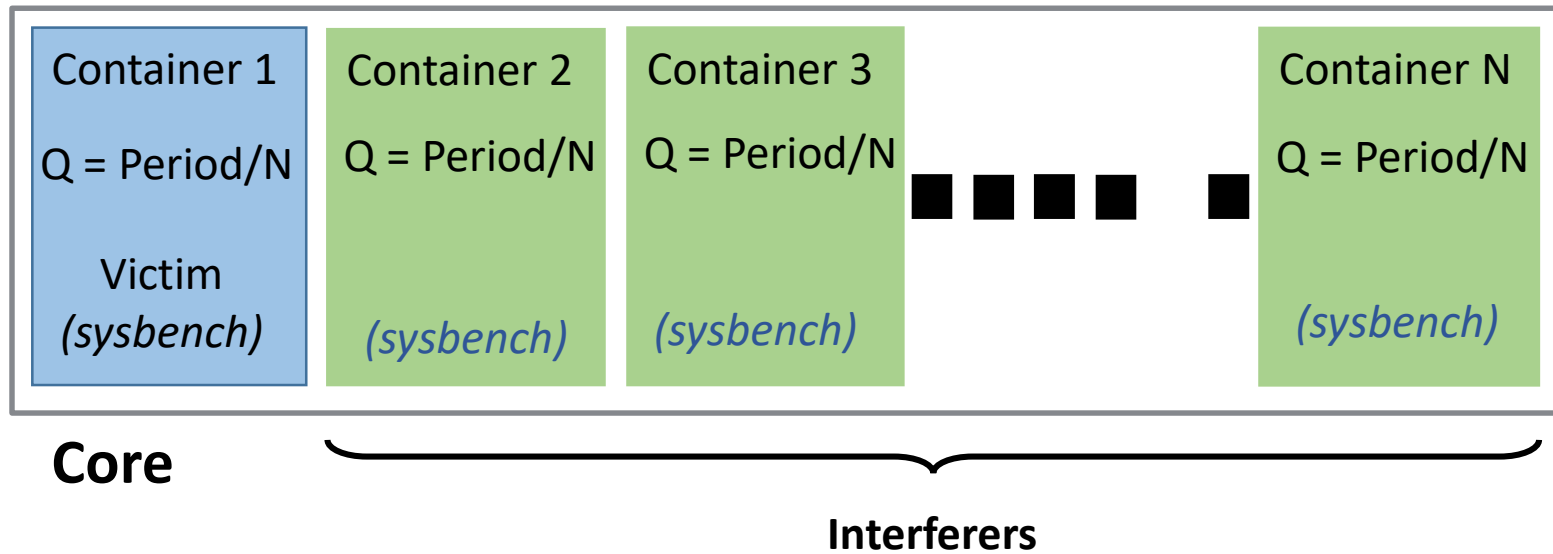 Container 1
Q = Period/N
Victim
(sysbench)
Container 2
Q = Period/N
(sysbench)
Container 3
Q = Period/N
(sysbench)
Container N
Q = Period/N
(sysbench)
Core
Interferers